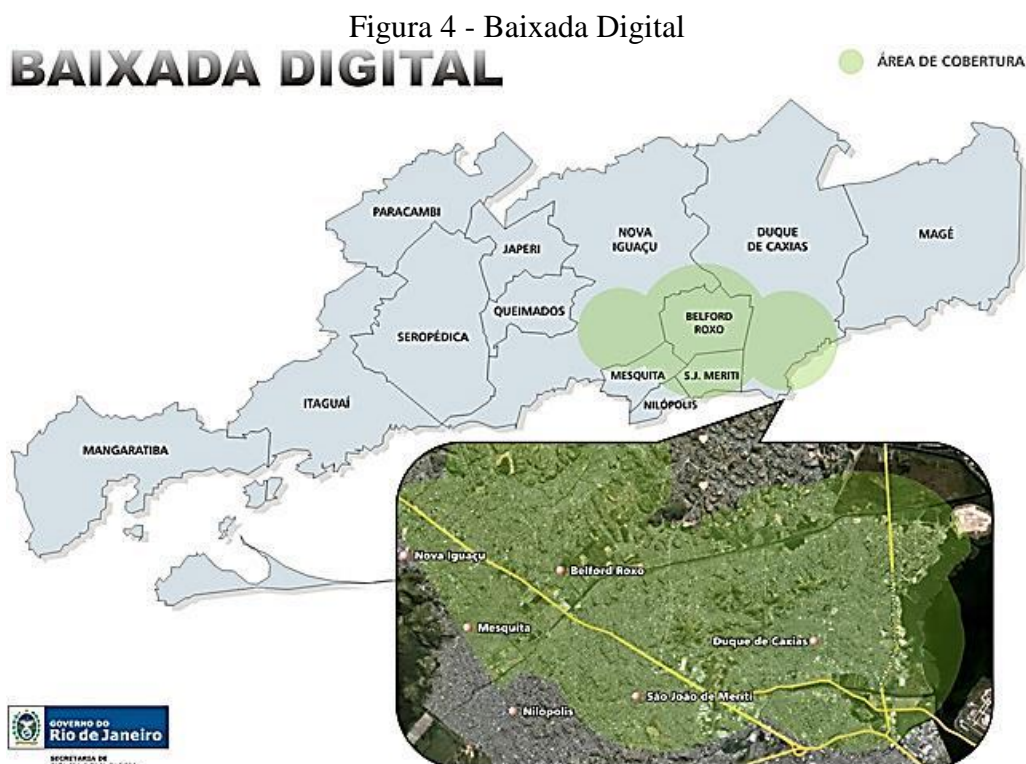 Figura 4 - Baixada Digital
BAIXADA DIGITAL
ÁREA DE COBERTURA
PARACAMBI
JAPERI
NOVA
IGUAÇU
DUQUE
DE CAXIAS
MAGÉ
QUEIMADOS
SEROPÉDICA
BELFORD
ROXO
MESQUITA
S.J. MERITI
NILÓPOLIS
ITAGUAÍ
MANGARATIBA
Nova Iguaçu
Belford Roxo
Mesquita
Duque de Caxias
São João de Meriti
Nilópolis
GOVERNO DO
Rio de Janeiro
SECRETARIA DE